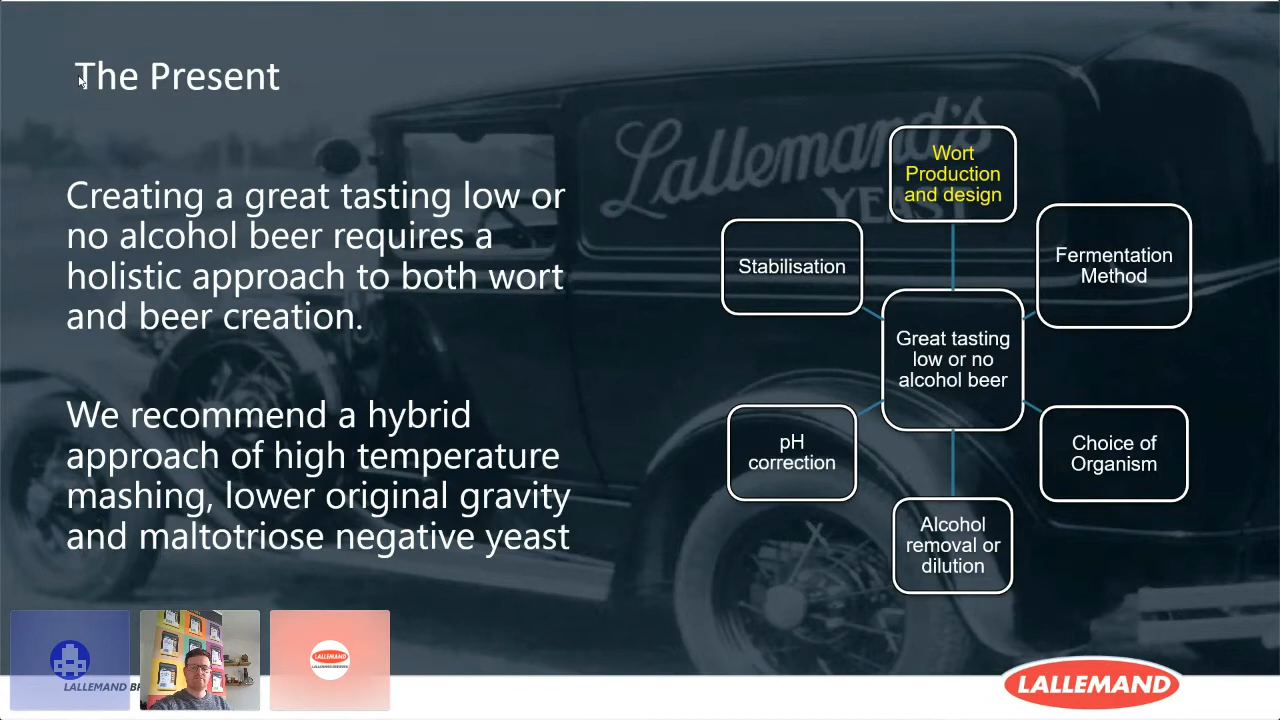 The Present
Creating a great tasting low or
no alcohol beer requires a
holistic approach to both wort
and beer creation.
We recommend a hybrid
approach of high temperature
mashing, lower original gravity
and maltotriose negative yeast
Lallemand's
YEAST
Wort
Production
and design
Stabilisation
Fermentation
Method
Great tasting
low or no
alcohol beer
pH
correction
Choice of
Organism
Alcohol
removal or
dilution
LALLEMAND
LALLEMAND
LALLEMAND